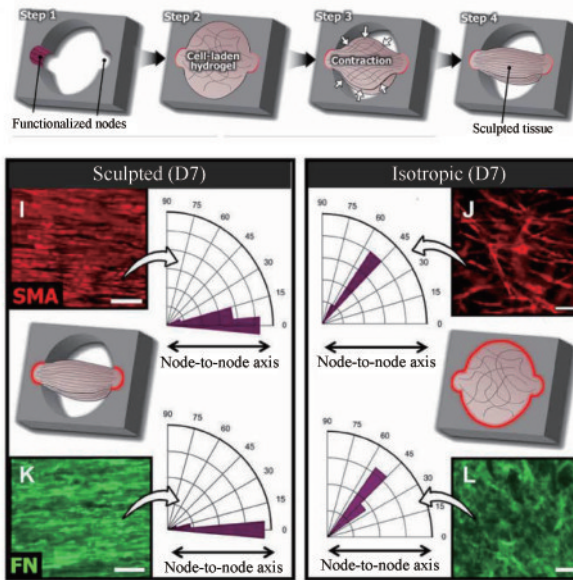 Step 1
Step 2
Step 3
Step 4
Cell-laden
hydrogel
Contraction
Functionalized nodes
Sculpted tissue
Sculpted (D7)
Isotropic (D7)
I
SMA
90
75
60
45
30
15
0
Node-to-node axis
90
75
60
45
30
15
0
Node-to-node axis
J
K
FN
90
75
60
45
30
15
0
Node-to-node axis
90
75
60
45
30
15
0
Node-to-node axis
L